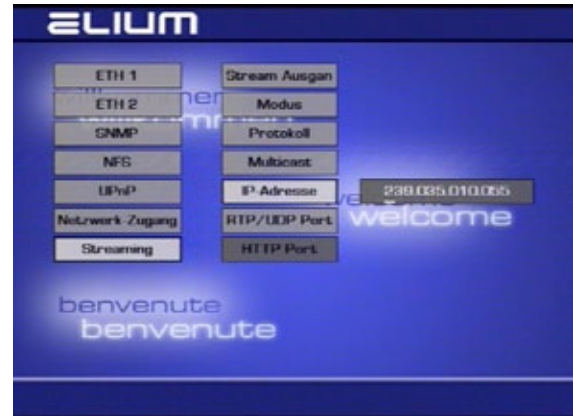 ELIUM
ETH 1
ETH 2
SNMP
NFS
UPnP
Netzwerk-Zugang
Streaming
Stream Ausgan
Modus
Protokoll
Multicast
IP-Adresse
RTP/UDP Port
HTTP Port
239.035.010.055
welcome
benvenute
benvenute